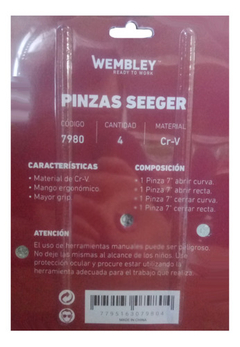 WEMBLEY
READY TO WORK
PINZAS SEEGER
CÓDIGO CANTIDAD MATERIAL
7980 4 Cr-V
CARACTERÍSTICAS COMPOSICIÓN
• Material de Cr-V • 1 Pinza 7" abrir curva.
• Mango ergonómico. • 1 Pinza 7" abrir recta.
• Mayor grip. • 1 Pinza 7" cerrar curva.
• 1 Pinza 7" cerrar recta.
ATENCIÓN
El uso de herramientas manuales puede ser peligroso.
No deje las mismas al alcance de los niños. Use
protección ocular y procure estar utilizando la
herramienta adecuada para el trabajo que realiza.